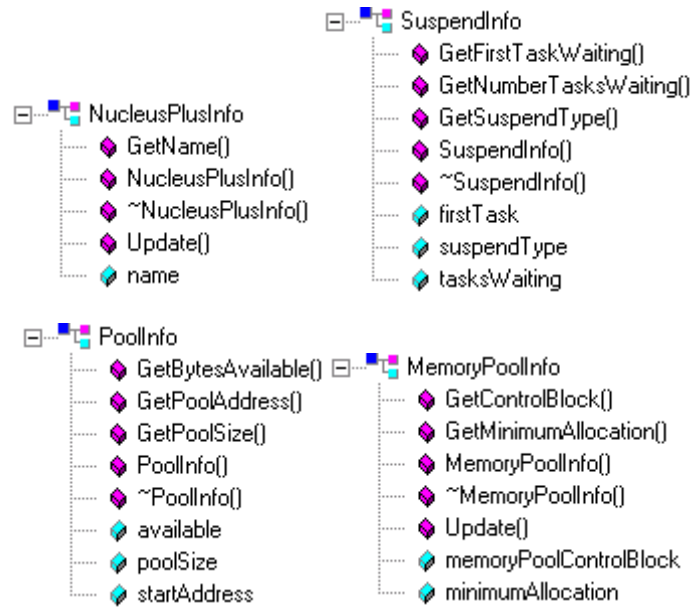 NucleusPlusInfo
GetName()
NucleusPlusInfo()
~NucleusPlusInfo()
Update()
name
SuspendInfo
GetFirstTaskWaiting()
GetNumberTasksWaiting()
GetSuspendType()
SuspendInfo()
~SuspendInfo()
firstTask
suspendType
tasksWaiting
PoolInfo
GetBytesAvailable()
GetPoolAddress()
GetPoolSize()
PoolInfo()
~PoolInfo()
available
poolSize
startAddress
MemoryPoolInfo
GetControlBlock()
GetMinimumAllocation()
MemoryPoolInfo()
~MemoryPoolInfo()
Update()
memoryPoolControlBlock
minimumAllocation